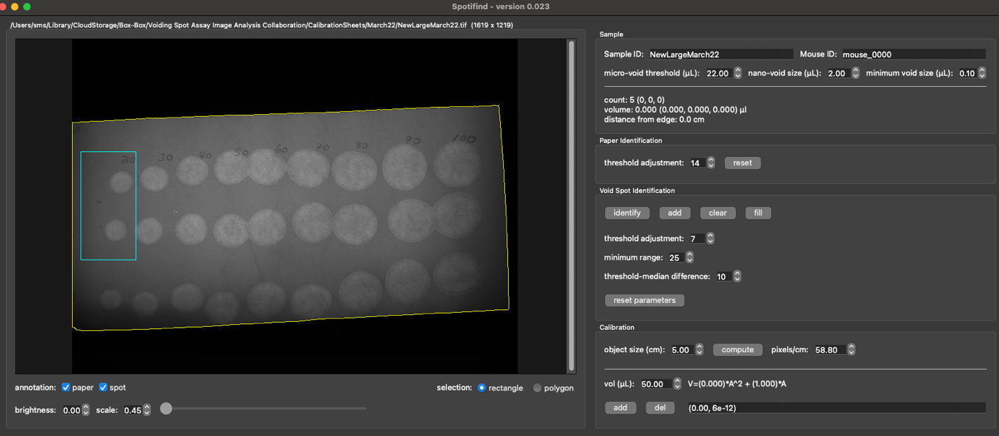 Spotifind - version 0.023
/Users/sms/Library/CloudStorage/Box-Box/Voiding Spot Assay Image Analysis Collaboration/CalibrationSheets/March22/NewLargeMarch22.tif (1619 x 1219)
20 30 40 50 60 70 80 90 100
annotation: paper spot selection: rectangle polygon
brightness: 0.00 scale: 0.45
Sample
Sample ID: NewLargeMarch22 Mouse ID: mouse_0000
micro-void threshold (µL): 22.00 nano-void size (µL): 2.00 minimum void size (µL): 0.10
count: 5 (0, 0, 0)
volume: 0.000 (0.000, 0.000, 0.000) µl
distance from edge: 0.0 cm
Paper Identification
threshold adjustment: 14 reset
Void Spot Identification
identify add clear fill
threshold adjustment: 7
minimum range: 25
threshold-median difference: 10
reset parameters
Calibration
object size (cm): 5.00 compute pixels/cm: 58.80
vol (µL): 50.00 V=(0.000)*A^2 + (1.000)*A
add del (0.00, 6e-12)